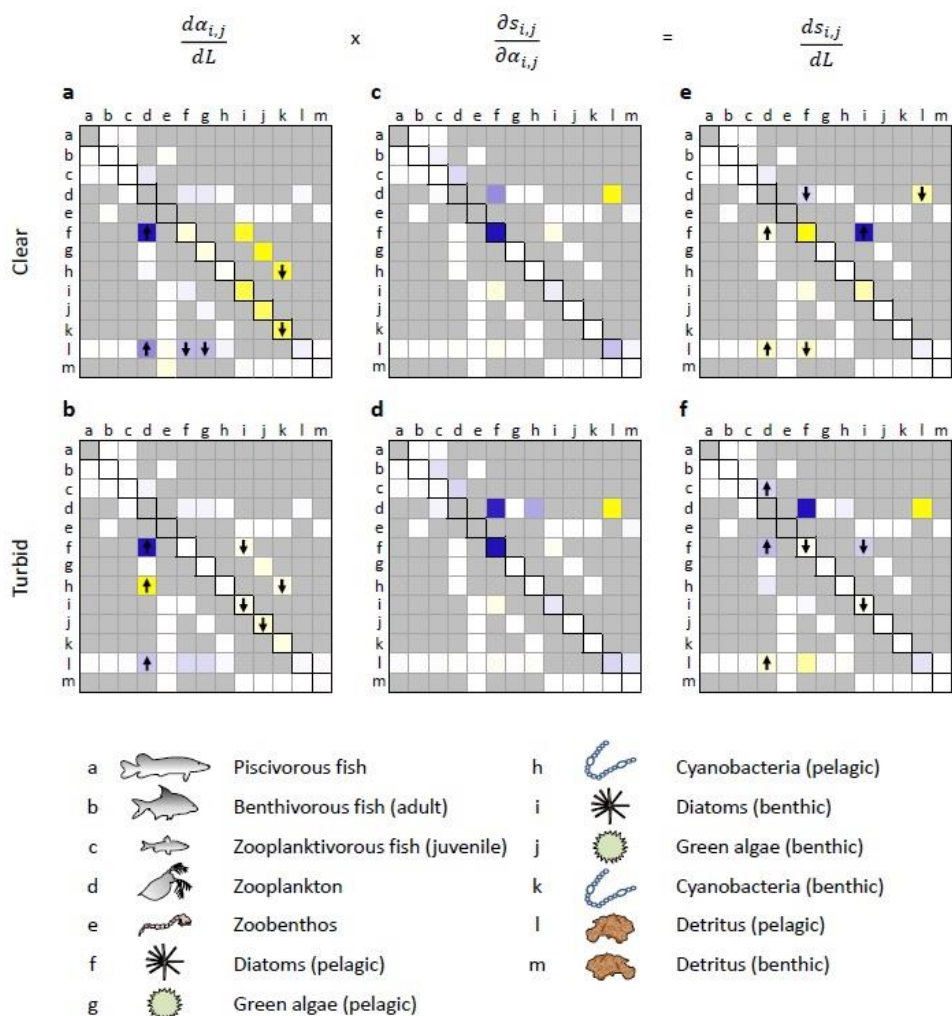 dα_{i,j}/dL x ∂s_{i,j}/∂α_{i,j} = ds_{i,j}/dL
a c e
a b c d e f g h i j k l m a b c d e f g h i j k l m a b c d e f g h i j k l m
Clear
a a a
b b b
c c c
d d d
e e e
f f f
g g g
h h h
i i i
j j j
k k k
l l l
m m m
b d f
a b c d e f g h i j k l m a b c d e f g h i j k l m a b c d e f g h i j k l m
Turbid
a a a
b b b
c c c
d d d
e e e
f f f
g g g
h h h
i i i
j j j
k k k
l l l
m m m
a Piscivorous fish
b Benthivorous fish (adult)
c Zooplanktivorous fish (juvenile)
d Zooplankton
e Zoobenthos
f Diatoms (pelagic)
g Green algae (pelagic)
h Cyanobacteria (pelagic)
i Diatoms (benthic)
j Green algae (benthic)
k Cyanobacteria (benthic)
l Detritus (pelagic)
m Detritus (benthic)